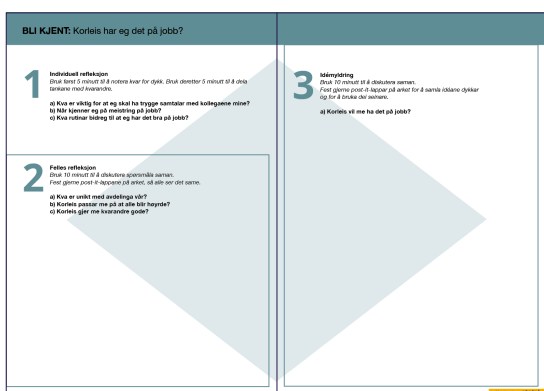 BLI KJENT: Korleis har eg det på jobb?
1
Individuell refleksjon
Bruk først 5 minutt til å notera kvar for dykk. Bruk deretter 5 minutt til å dela
tankane med kvarandre.
a) Kva er viktig for at eg skal ha trygge samtalar med kollegaene mine?
b) Når kjenner eg på meistring på jobb?
c) Kva rutinar bidreg til at eg har det bra på jobb?
2
Felles refleksjon
Bruk 10 minutt til å diskutera spørsmåla saman.
Fest gjerne post-it-lappane på arket, så alle ser det same.
a) Kva er unikt med avdelinga vår?
b) Korleis passar me på at alle blir høyrde?
c) Korleis gjer me kvarandre gode?
3
Idémyldring
Bruk 10 minutt til å diskutera saman.
Fest gjerne post-it-lappar på arket for å samla idéane dykkar
og for å bruka dei seinare.
a) Korleis vil me ha det på jobb?